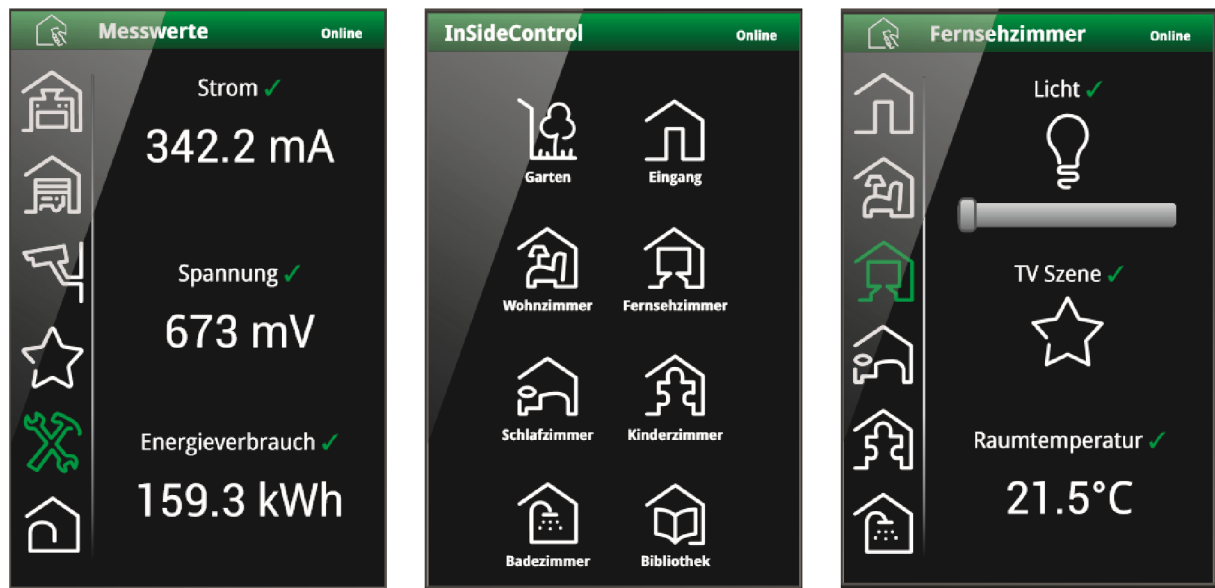 Messwerte
Online
Strom ✓
342.2 mA
Spannung ✓
673 mV
Energieverbrauch ✓
159.3 kWh
InSideControl
Online
Garten
Eingang
Wohnzimmer
Fernsehzimmer
Schlafzimmer
Kinderzimmer
Badezimmer
Bibliothek
Fernsehzimmer
Online
Licht ✓
TV Szene ✓
Raumtemperatur ✓
21.5°C